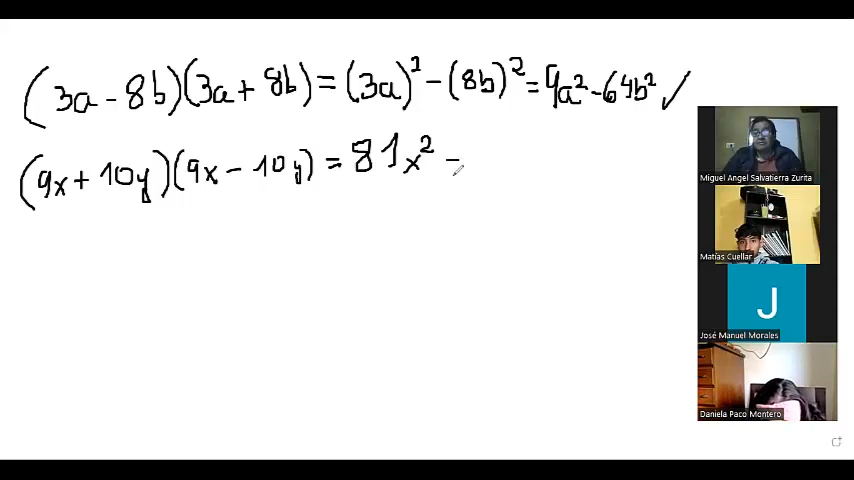 (3a - 8b)(3a + 8b) = (3a)² - (8b)² = 9a² - 64b² ✓
(9x + 10y)(9x - 10y) = 81x² -
Miguel Angel Salvatierra Zurita
Matías Cuellar
J
José Manuel Morales
Daniela Paco Montero